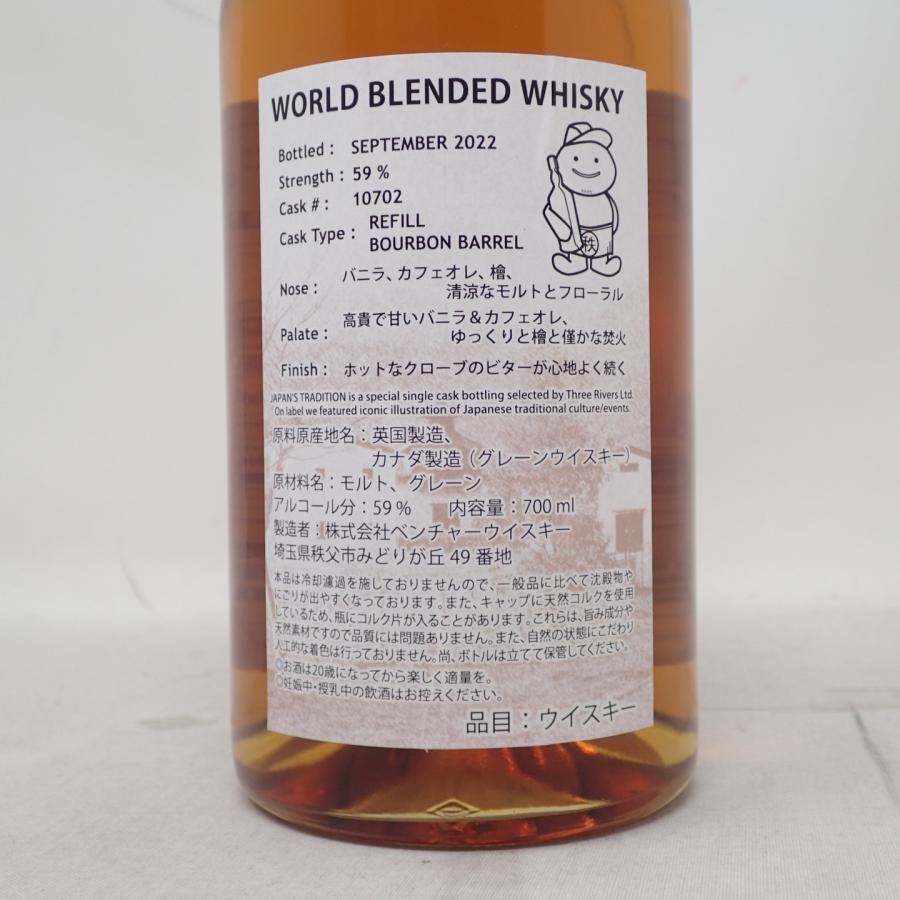 WORLD BLENDED WHISKY
Bottled : SEPTEMBER 2022
Strength : 59 %
Cask # : 10702
Cask Type : REFILL
BOURBON BARREL
秩
Nose : バニラ、カフェオレ、檜、
清涼なモルトとフローラル
Palate : 高貴で甘いバニラ＆カフェオレ、
ゆっくりと檜と僅かな焚火
Finish : ホットなクローブのビターが心地よく続く
JAPAN'S TRADITION is a special single cask bottling selected by Three Rivers Ltd.
On label we featured iconic illustration of Japanese traditional culture/events.
原料原産地名：英国製造、
カナダ製造（グレーンウイスキー）
原材料名：モルト、グレーン
アルコール分：59％　内容量：700 ml
製造者：株式会社ベンチャーウイスキー
埼玉県秩父市みどりが丘 49 番地
本品は冷却濾過を施しておりませんので、一般品に比べて沈殿物や
にごりが出やすくなっております。また、キャップに天然コルクを使用
しているため、瓶にコルク片が入ることがあります。これらは、旨み成分や
天然素材ですので品質には問題ありません。また、自然の状態にこだわり
人工的な着色は行っておりません。尚、ボトルは立てて保管してください。
◎お酒は20歳になってから楽しく適量を。
◎妊娠中・授乳中の飲酒はお控えください。
品目：ウイスキー